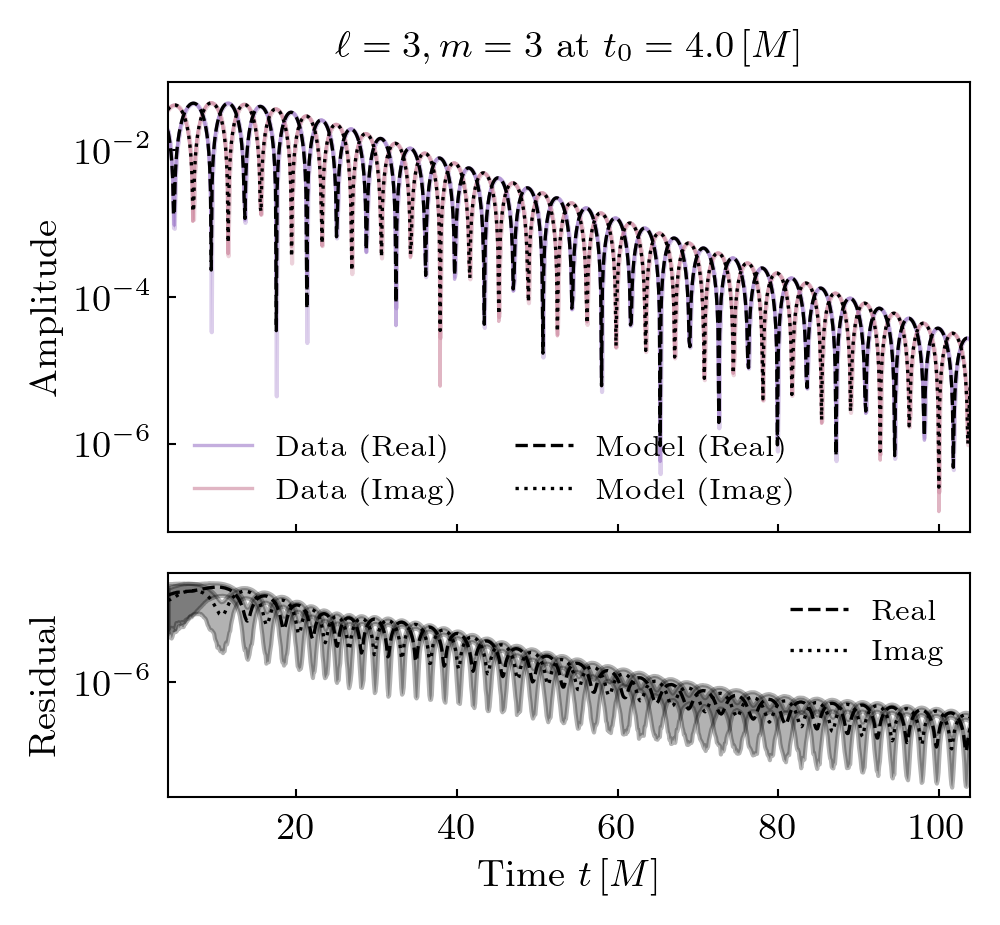 ℓ = 3, m = 3 at t₀ = 4.0 [M]
Amplitude
10⁻²
10⁻⁴
10⁻⁶
Data (Real)
Data (Imag)
Model (Real)
Model (Imag)
Residual
10⁻⁶
Real
Imag
20 40 60 80 100
Time t [M]